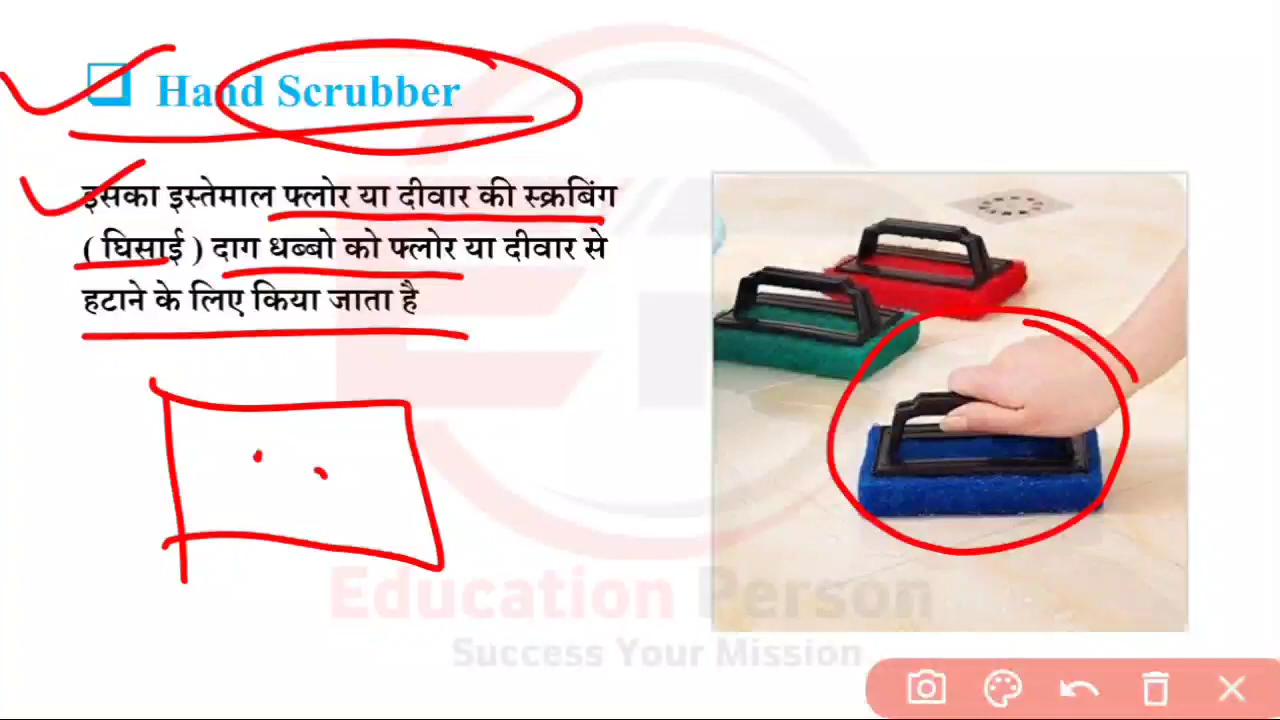 Hand Scrubber
इसका इस्तेमाल फ्लोर या दीवार की स्क्रबिंग
( घिसाई ) दाग धब्बो को फ्लोर या दीवार से
हटाने के लिए किया जाता है
Education Person
Success Your Mission